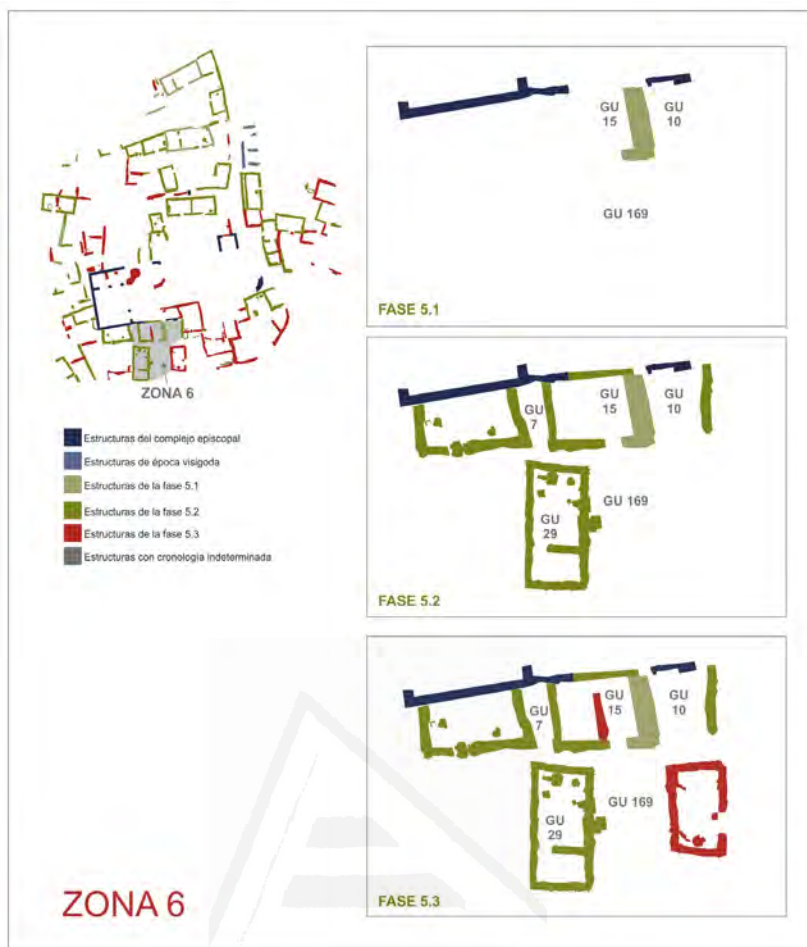 ZONA 6
Estructuras del complejo episcopal
Estructuras de época visigoda
Estructuras de la fase 5.1
Estructuras de la fase 5.2
Estructuras de la fase 5.3
Estructuras con cronología indeterminada
ZONA 6
GU
15
GU
10
GU 169
FASE 5.1
GU
7
GU
15
GU
10
GU 169
GU
29
FASE 5.2
GU
7
GU
15
GU
10
GU 169
GU
29
FASE 5.3